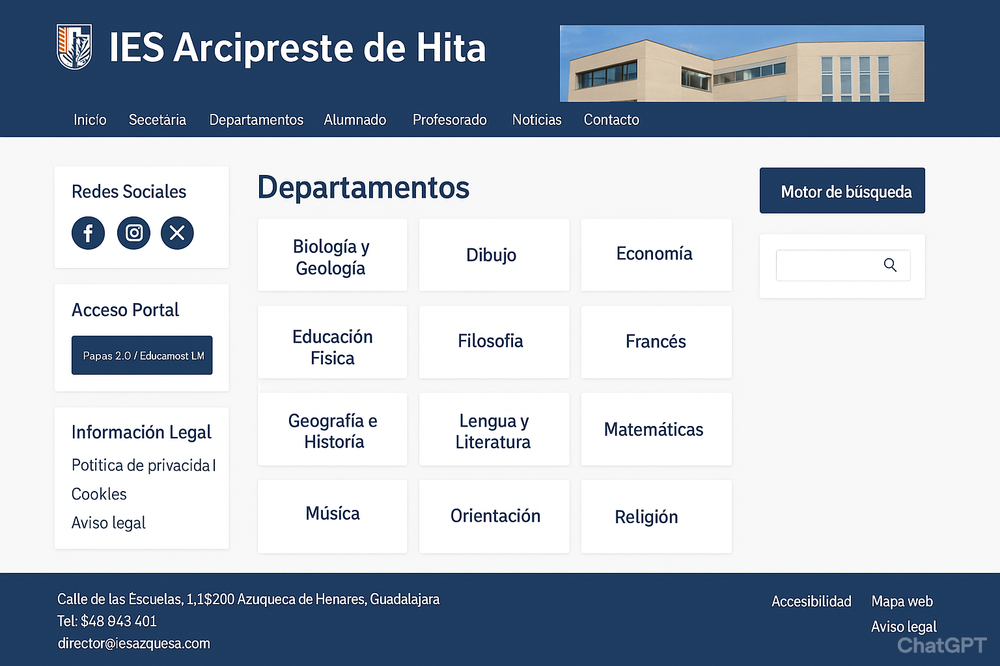 IES Arcipreste de Hita
Inicío
Secetária
Departamentos
Alumnado
Profesorado
Noticias
Contacto
Redes Sociales
Acceso Portal
Papas 2.0 / Educamost LM
Información Legal
Potitica de privacidal
Cookles
Aviso legal
Departamentos
Biología y
Geología
Dibujo
Economía
Educación
Fisica
Filosofia
Francés
Geografía e
Historía
Lengua y
Literatura
Matemáticas
Músíca
Orientación
Religión
Motor de búsqueda
Calle de las Escuelas, 1,1$200 Azuqueca de Henares, Guadalajara
Tel: $48 943 401
director@iesazquesa.com
Accesibilidad
Mapa web
Aviso legal
ChatGPT